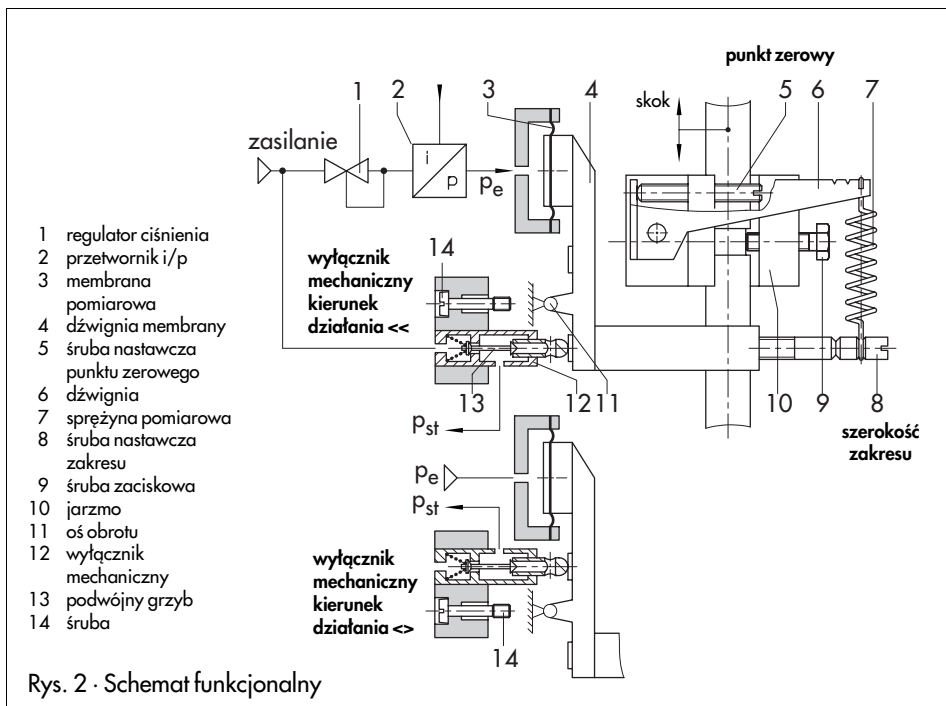 punkt zerowy
1 2 3 4 5 6 7
skok
zasilanie
i
p
pe
1 regulator ciśnienia
2 przetwornik i/p
3 membrana
pomiarowa
4 dźwignia membrany
5 śruba nastawcza
punktu zerowego
6 dźwignia
7 sprężyna pomiarowa
8 śruba nastawcza
zakresu
9 śruba zaciskowa
10 jarzmo
11 oś obrotu
12 wyłącznik
mechaniczny
13 podwójny grzyb
14 śruba
wyłącznik
mechaniczny
kierunek
działania <<
14
13 12 11 10 9 8
szerokość
zakresu
pst
pe
pst
wyłącznik
mechaniczny
kierunek
działania <>
14
Rys. 2 · Schemat funkcjonalny